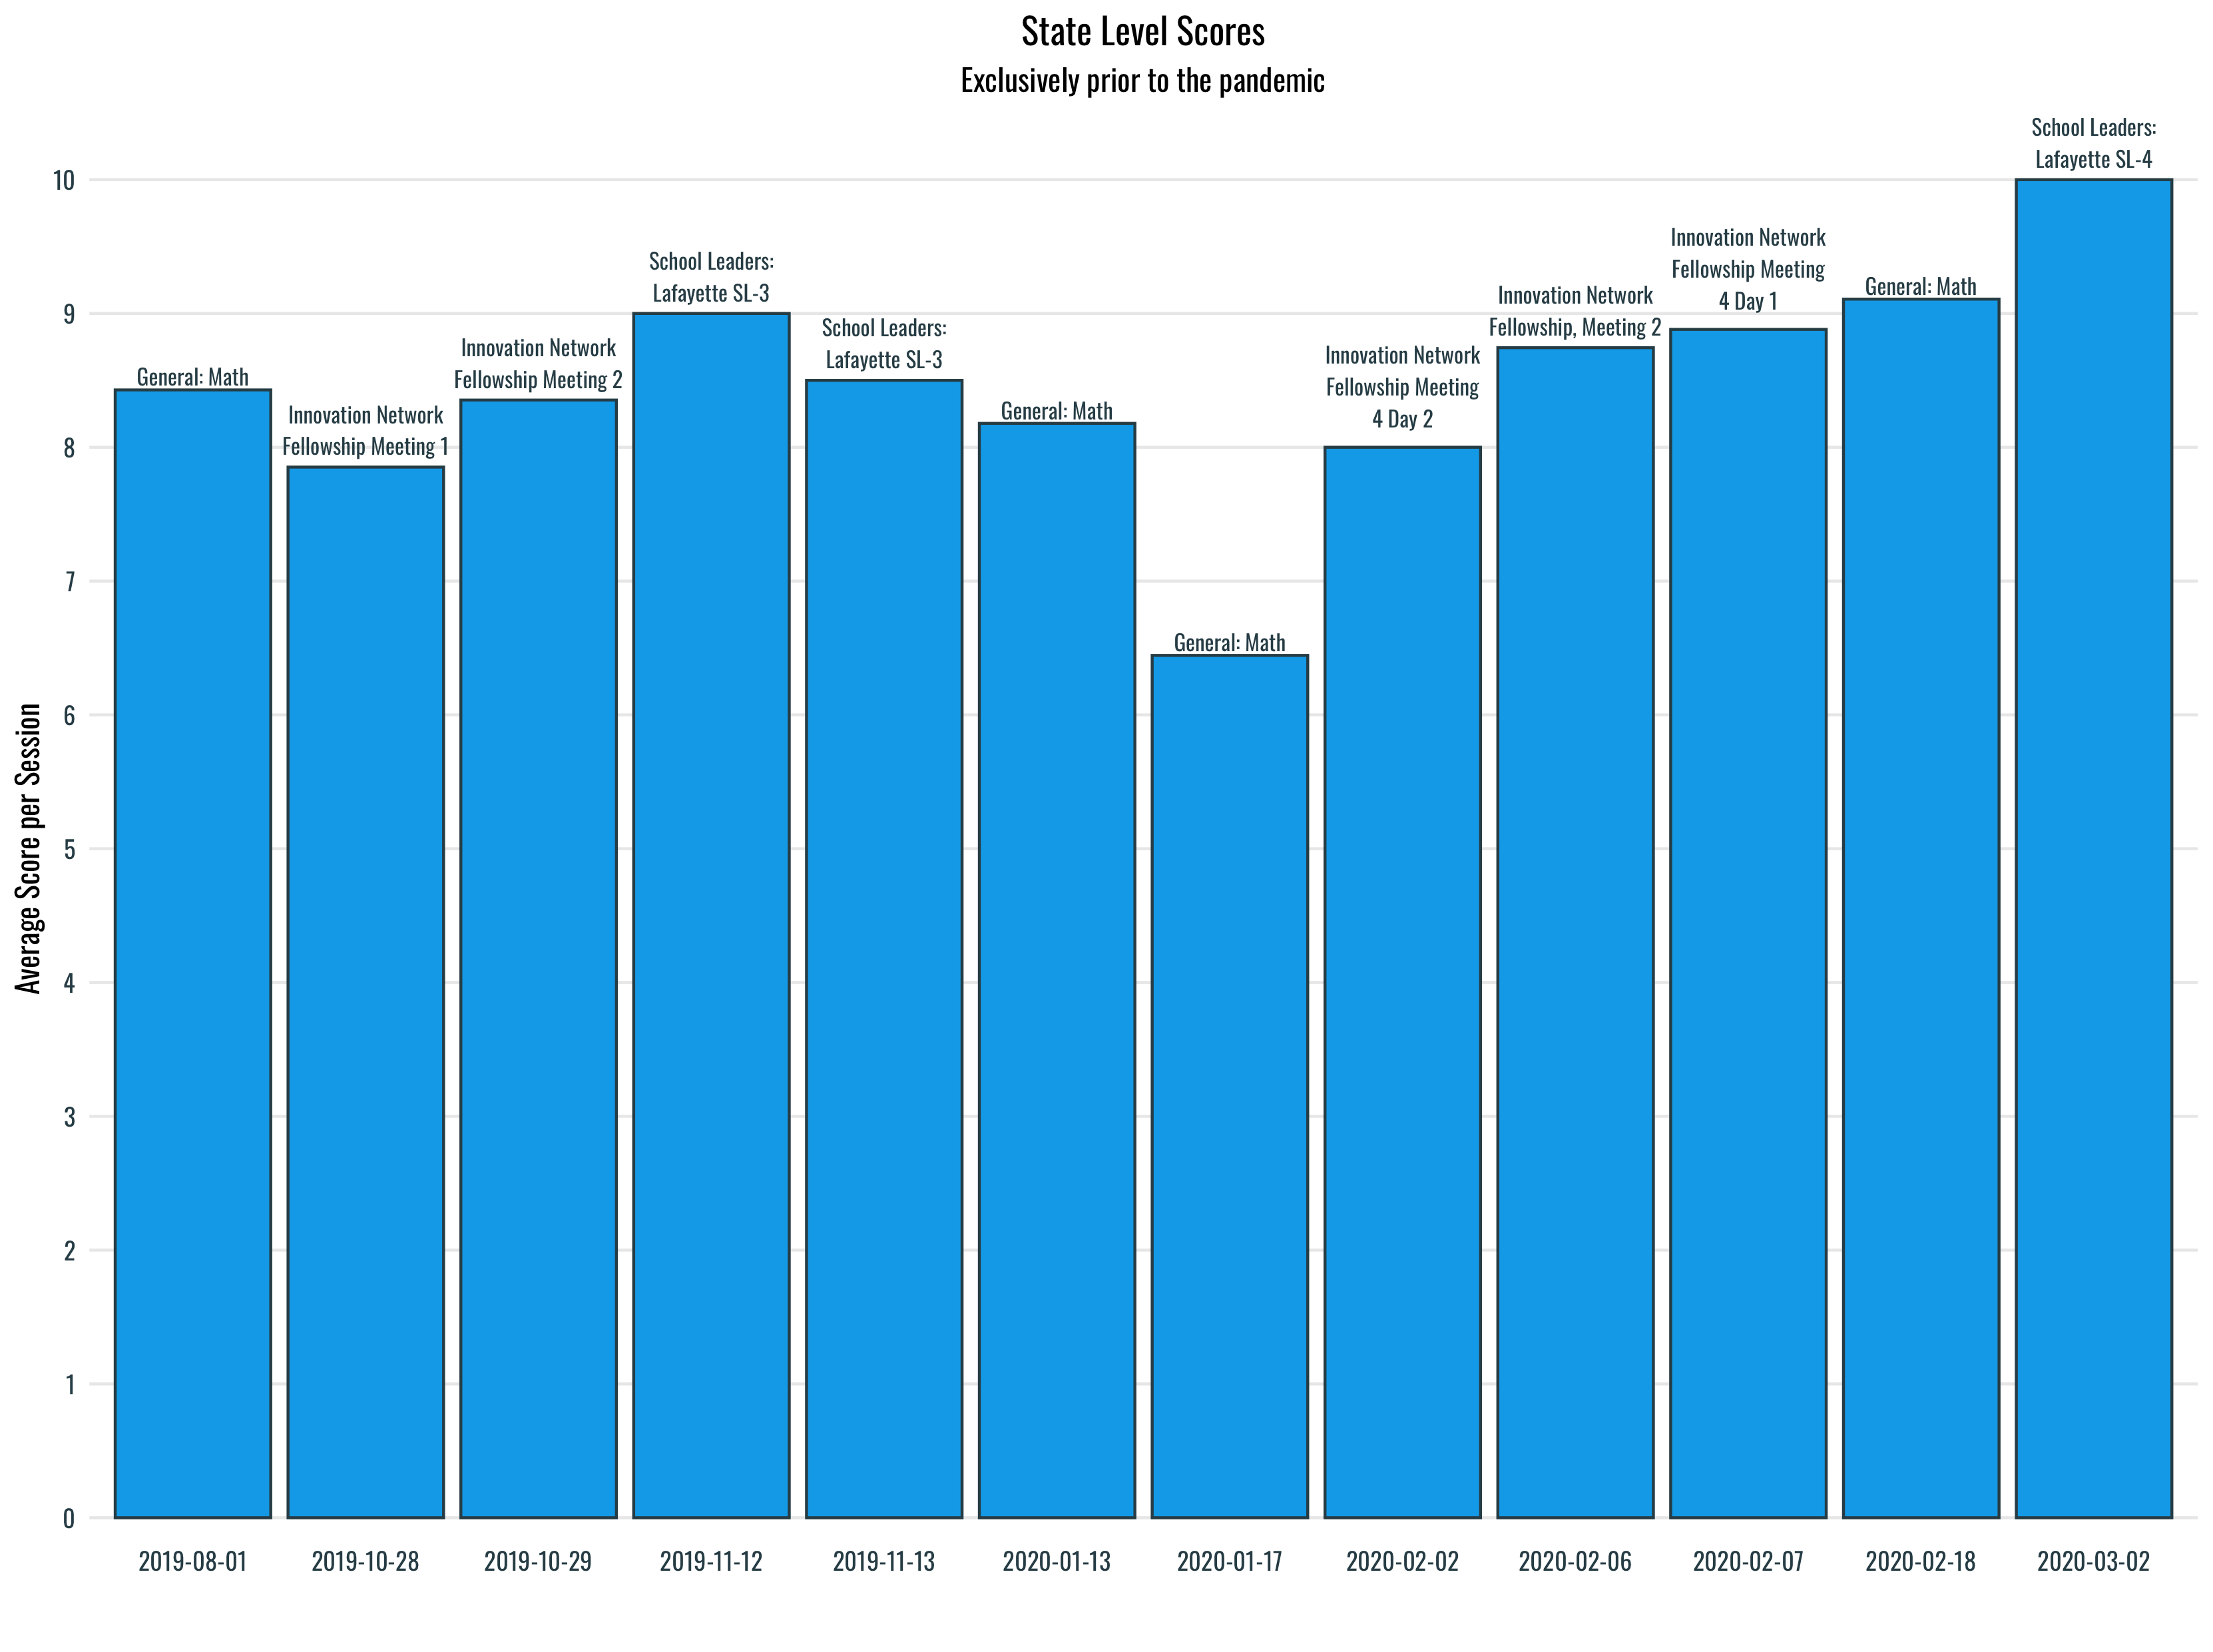 State Level Scores
Exclusively prior to the pandemic
Average Score per Session
10
9
8
7
6
5
4
3
2
1
0
General: Math
Innovation Network
Fellowship Meeting 1
Innovation Network
Fellowship Meeting 2
School Leaders:
Lafayette SL-3
School Leaders:
Lafayette SL-3
General: Math
General: Math
Innovation Network
Fellowship Meeting
4 Day 2
Innovation Network
Fellowship, Meeting 2
Innovation Network
Fellowship Meeting
4 Day 1
General: Math
School Leaders:
Lafayette SL-4
2019-08-01
2019-10-28
2019-10-29
2019-11-12
2019-11-13
2020-01-13
2020-01-17
2020-02-02
2020-02-06
2020-02-07
2020-02-18
2020-03-02